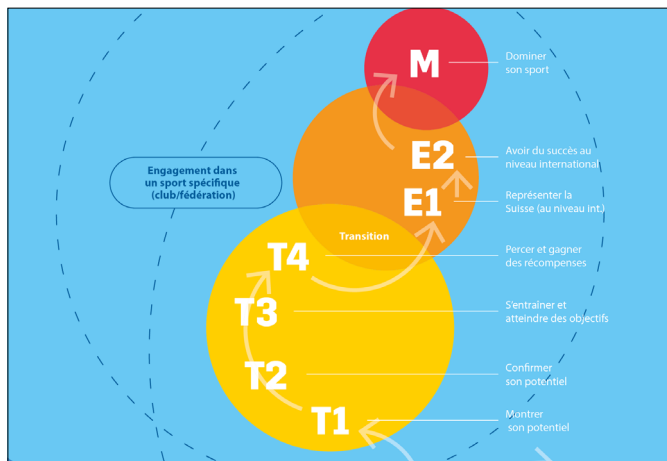 M
Dominer
son sport
E2
Avoir du succès au
niveau international
Engagement dans
un sport spécifique
(club/fédération)
E1
Représenter la
Suisse (au niveau int.)
Transition
T4
Percer et gagner
des récompenses
T3
S'entraîner et
atteindre des objectifs
T2
Confirmer
son potentiel
T1
Montrer
son potentiel